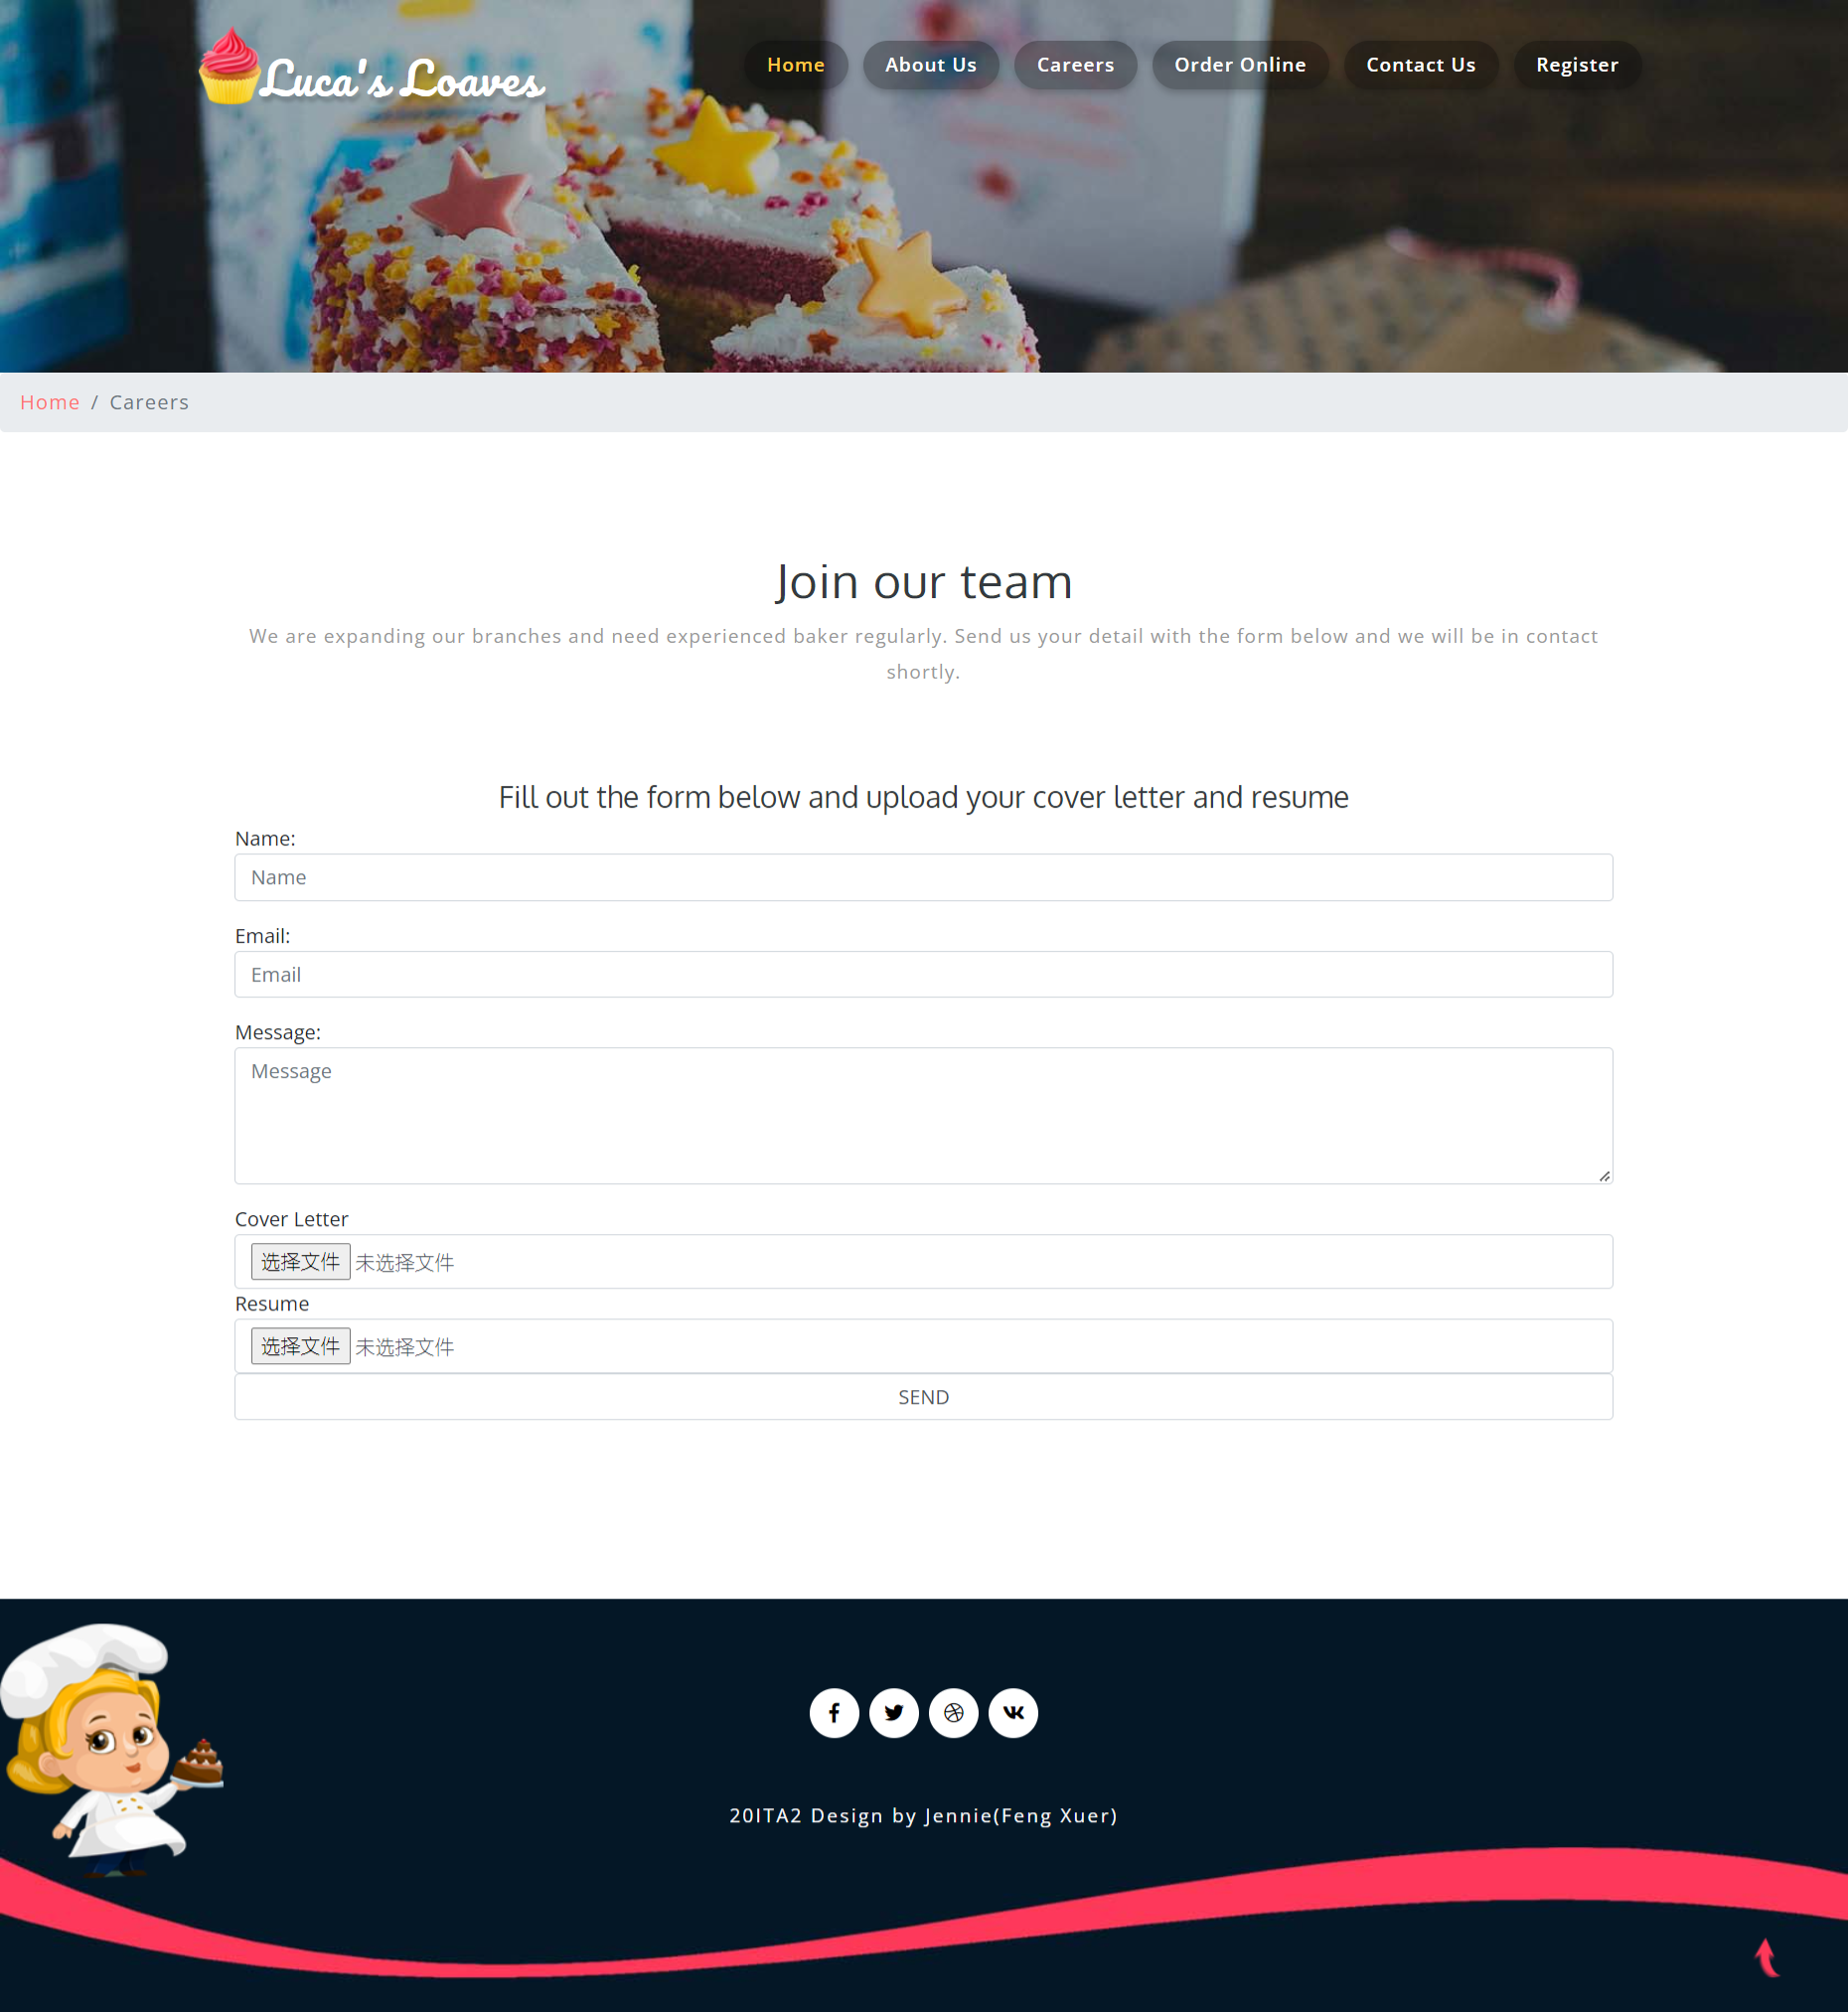 Luca's Loaves
Home
About Us
Careers
Order Online
Contact Us
Register
Home / Careers
Join our team
We are expanding our branches and need experienced baker regularly. Send us your detail with the form below and we will be in contact
shortly.
Fill out the form below and upload your cover letter and resume
Name:
Name
Email:
Email
Message:
Message
Cover Letter
选择文件 未选择文件
Resume
选择文件 未选择文件
SEND
20ITA2 Design by Jennie(Feng Xuer)